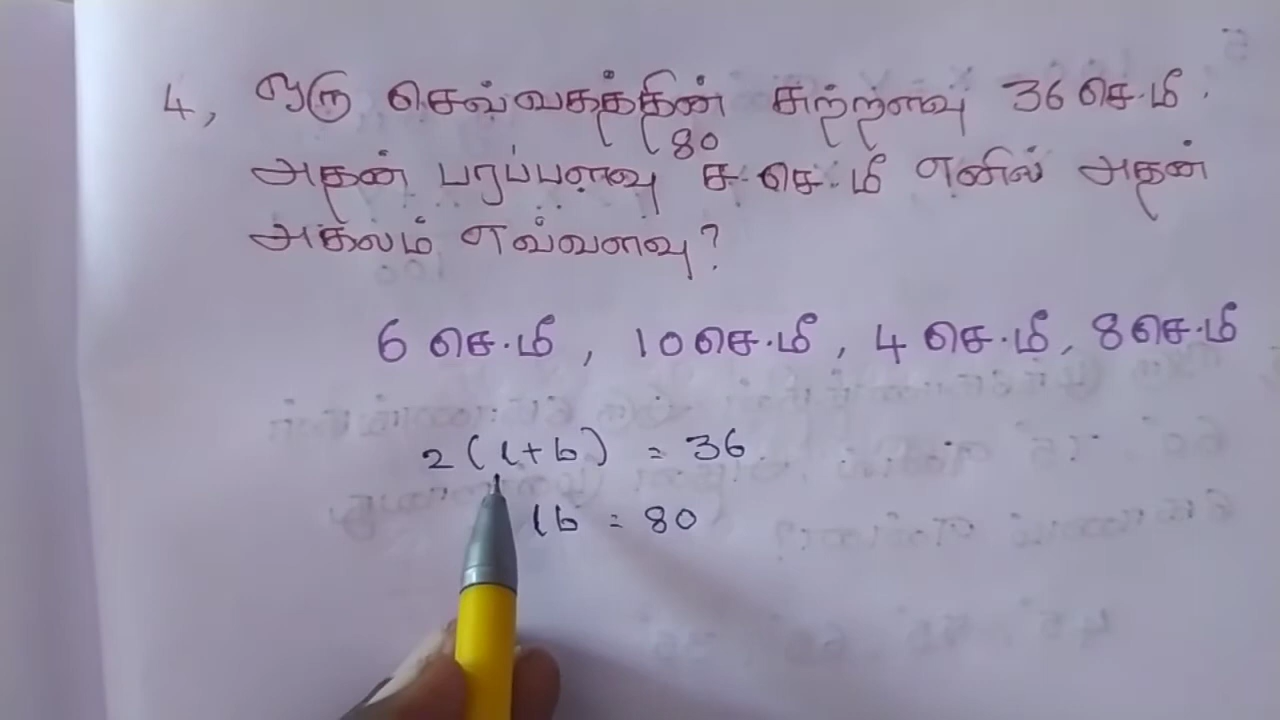 4, ஒரு செவ்வகத்தின் சுற்றளவு 36 செ.மீ.
80
அதன் பரப்பளவு ச.செ.மீ எனில் அதன்
அகலம் எவ்வளவு?
6 செ.மீ, 10 செ.மீ, 4 செ.மீ, 8 செ.மீ
2(l+b) = 36
lb = 80